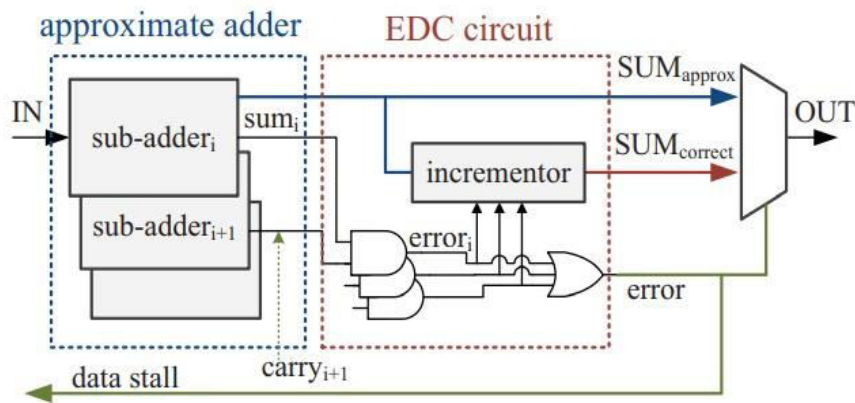 approximate adder
EDC circuit
SUMapprox
IN
sumi
OUT
sub-adderi
SUMcorrect
incrementor
sub-adderi+1
errori
error
carryi+1
data stall